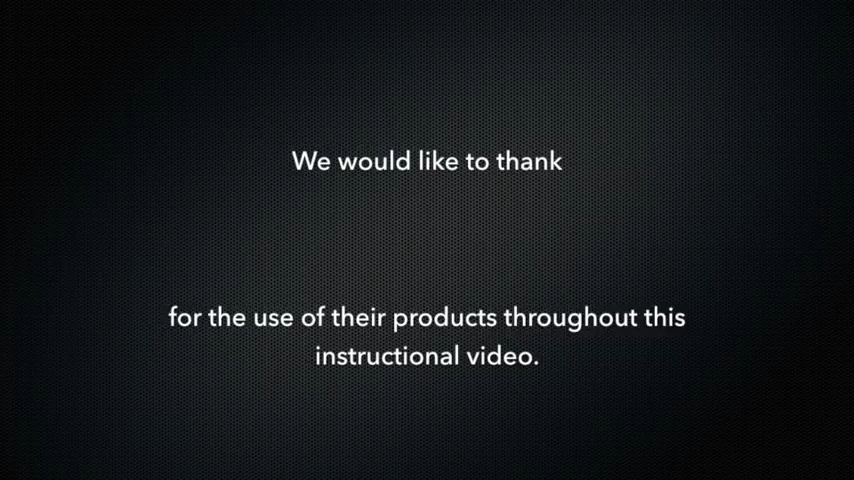 We would like to thank
for the use of their products throughout this
instructional video.